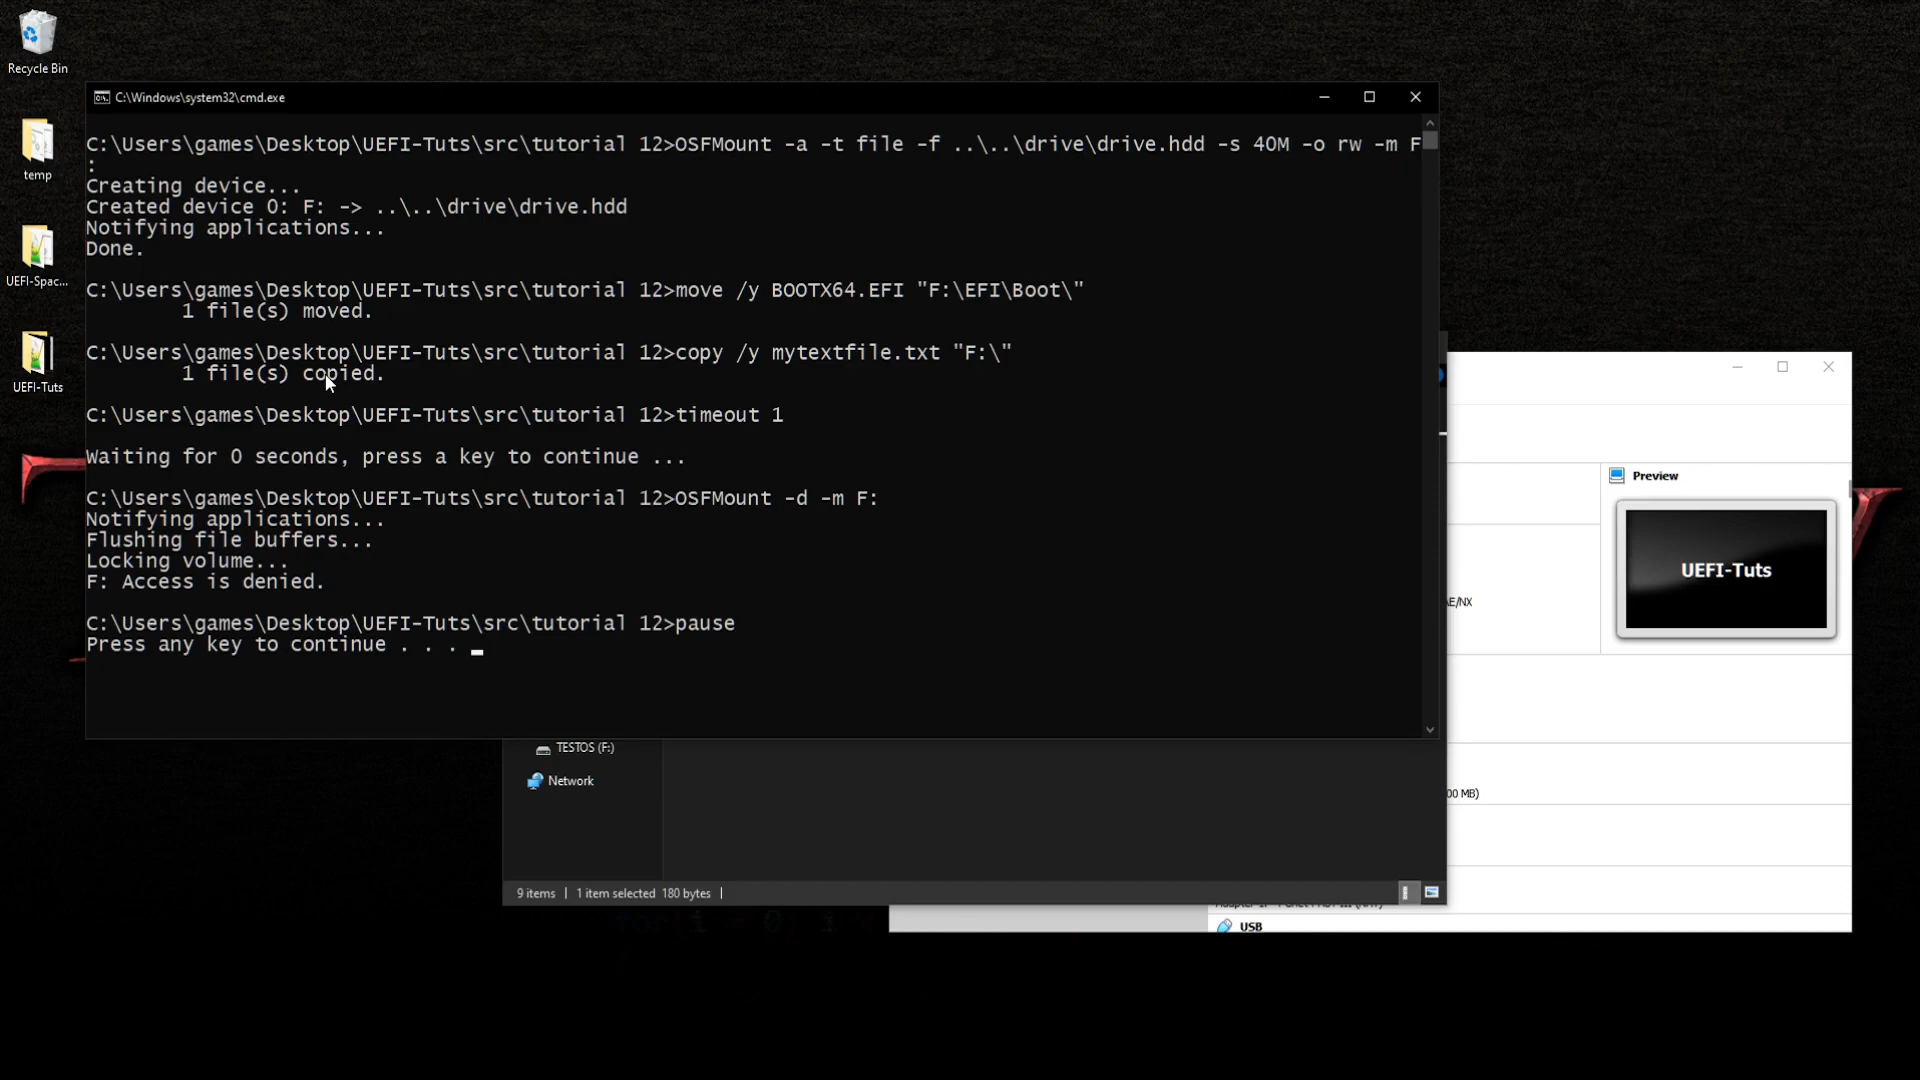 Recycle Bin
temp
UEFI-Spac...
UEFI-Tuts
C:\Windows\system32\cmd.exe
C:\Users\games\Desktop\UEFI-Tuts\src\tutorial 12>OSFMount -a -t file -f ..\..\drive\drive.hdd -s 40M -o rw -m F
:
Creating device...
Created device 0: F: -> ..\..\drive\drive.hdd
Notifying applications...
Done.
C:\Users\games\Desktop\UEFI-Tuts\src\tutorial 12>move /y BOOTX64.EFI "F:\EFI\Boot\"
1 file(s) moved.
C:\Users\games\Desktop\UEFI-Tuts\src\tutorial 12>copy /y mytextfile.txt "F:\"
1 file(s) copied.
C:\Users\games\Desktop\UEFI-Tuts\src\tutorial 12>timeout 1
Waiting for 0 seconds, press a key to continue ...
C:\Users\games\Desktop\UEFI-Tuts\src\tutorial 12>OSFMount -d -m F:
Notifying applications...
Flushing file buffers...
Locking volume...
F: Access is denied.
C:\Users\games\Desktop\UEFI-Tuts\src\tutorial 12>pause
Press any key to continue . . .
TESTOS (F:)
Network
9 items
1 item selected 180 bytes
Preview
UEFI-Tuts
AE/NX
00 MB)
USB
for(i = 0; i